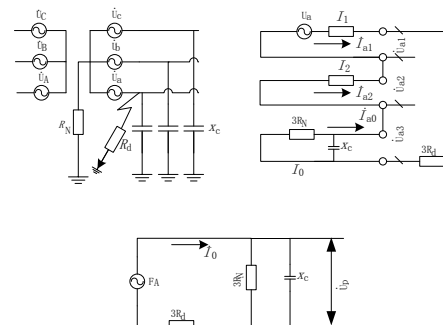 U̇C
U̇B
U̇A
U̇c
U̇b
U̇a
RN
Rd
xc
Ua
I1
İa1
U̇a1
I2
İa2
U̇a2
3RN
İa0
xc
U̇a3
I0
3Rd
İ0
FA
3RN
xc
U̇p
3Rd